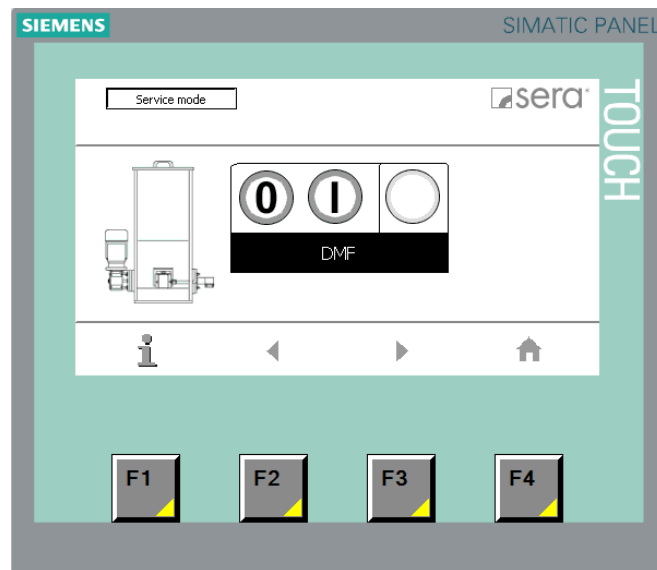 SIEMENS
SIMATIC PANEL
TOUCH
Service mode
sera
0 I
DMF
i
F1 F2 F3 F4